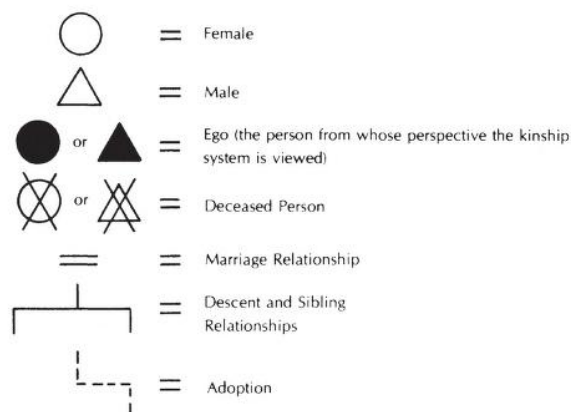 = Female
= Male
or = Ego (the person from whose perspective the kinship
system is viewed)
or = Deceased Person
= Marriage Relationship
= Descent and Sibling
Relationships
= Adoption